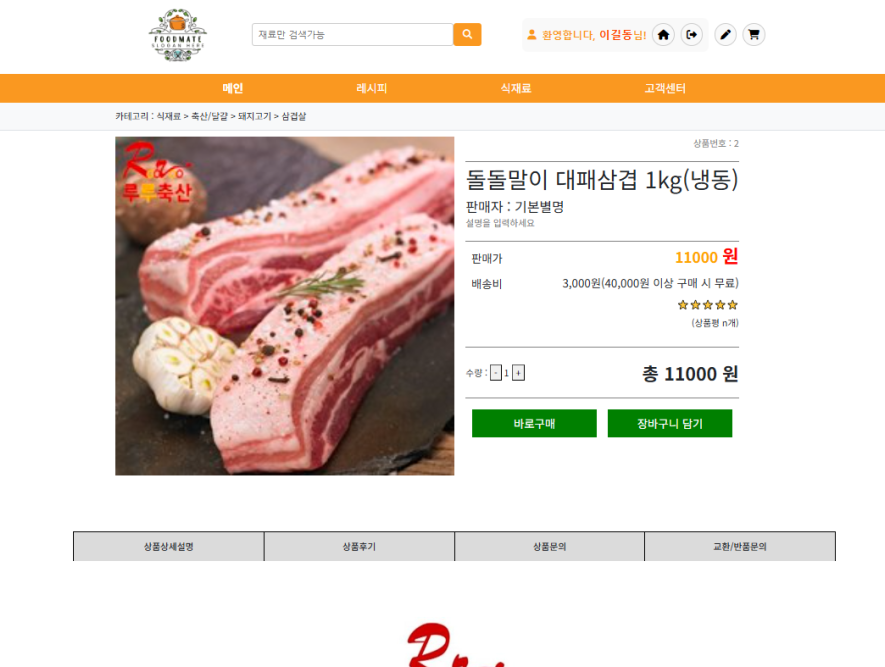 FOODMATE
SLOGAN HERE
재료만 검색가능
환영합니다, 이길동님!
메인
레시피
식재료
고객센터
카테고리 : 식재료 > 축산/달걀 > 돼지고기 > 삼겹살
루루축산
상품번호 : 2
돌돌말이 대패삼겹 1kg(냉동)
판매자 : 기본별명
설명을 입력하세요
판매가 11000 원
배송비 3,000원(40,000원 이상 구매 시 무료)
(상품평 n개)
수량 : - 1 + 총 11000 원
바로구매 장바구니 담기
상품상세설명
상품후기
상품문의
교환/반품문의